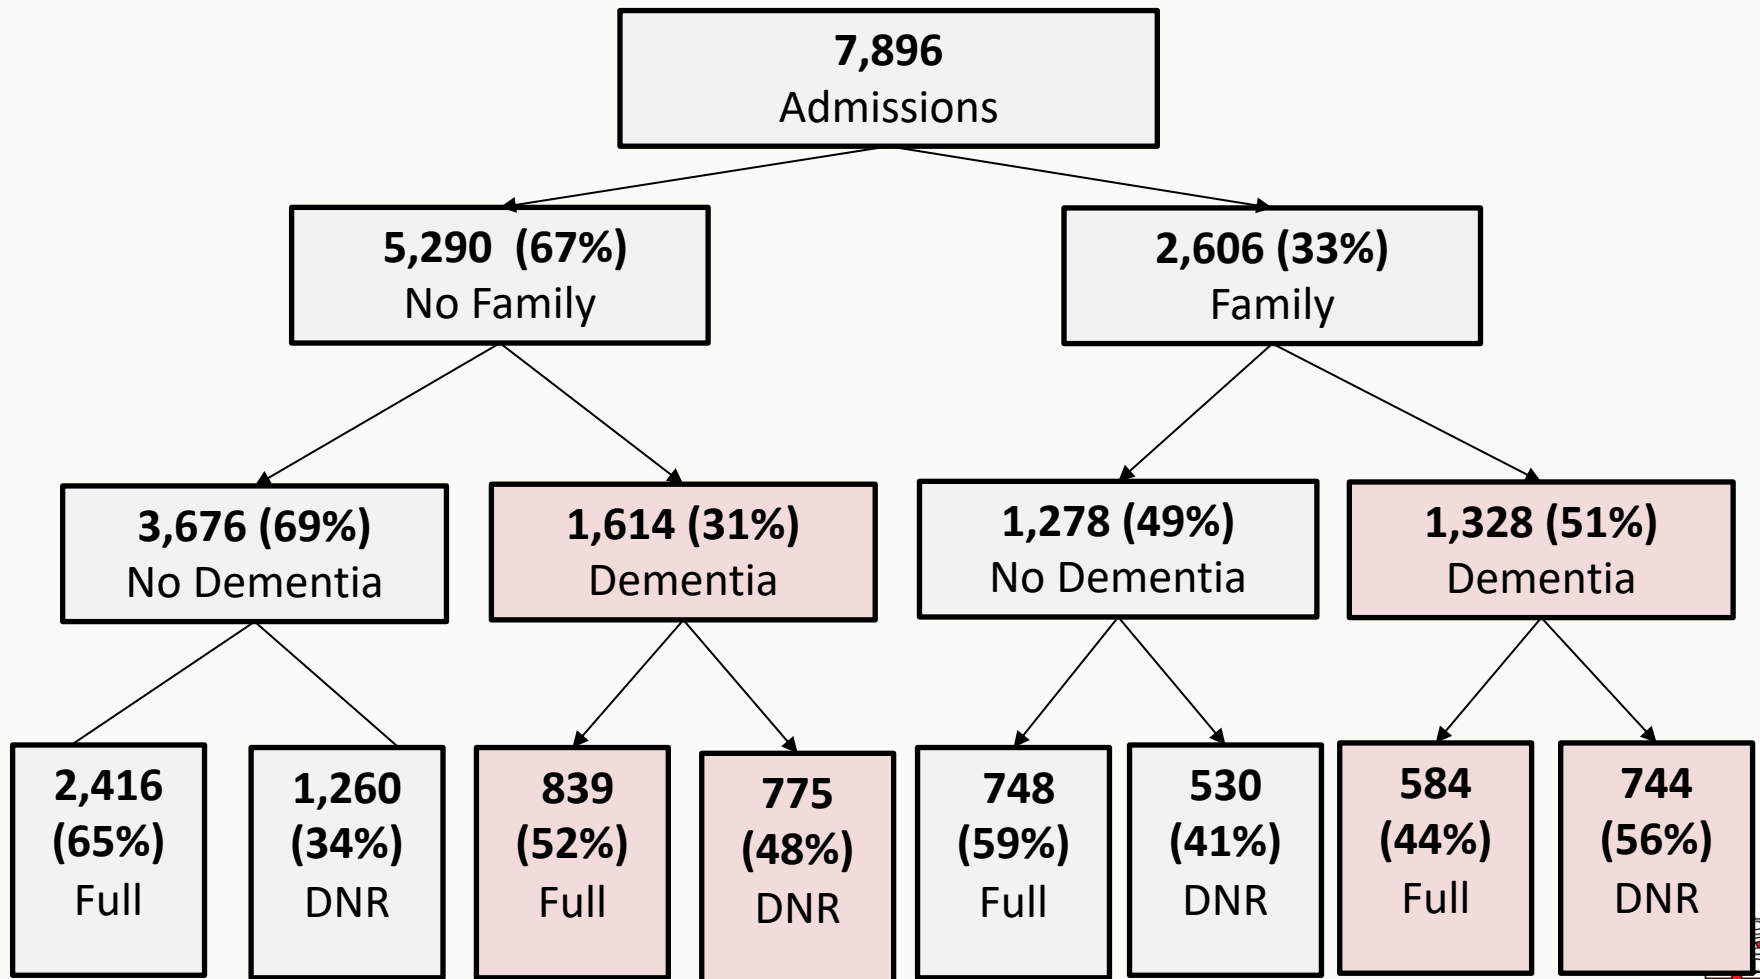 7,896
Admissions
5,290 (67%)
No Family
2,606 (33%)
Family
3,676 (69%)
No Dementia
1,614 (31%)
Dementia
1,278 (49%)
No Dementia
1,328 (51%)
Dementia
2,416
(65%)
Full
1,260
(34%)
DNR
839
(52%)
Full
775
(48%)
DNR
748
(59%)
Full
530
(41%)
DNR
584
(44%)
Full
744
(56%)
DNR